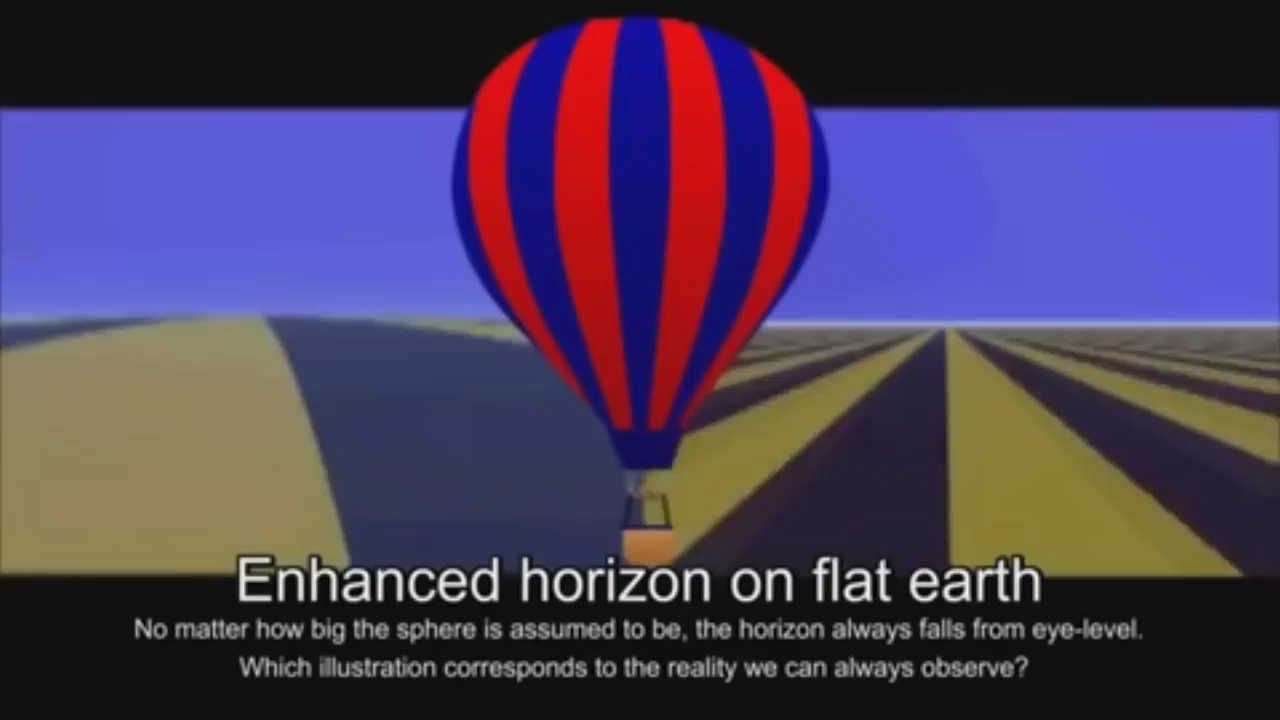 Enhanced horizon on flat earth
No matter how big the sphere is assumed to be, the horizon always falls from eye-level.
Which illustration corresponds to the reality we can always observe?